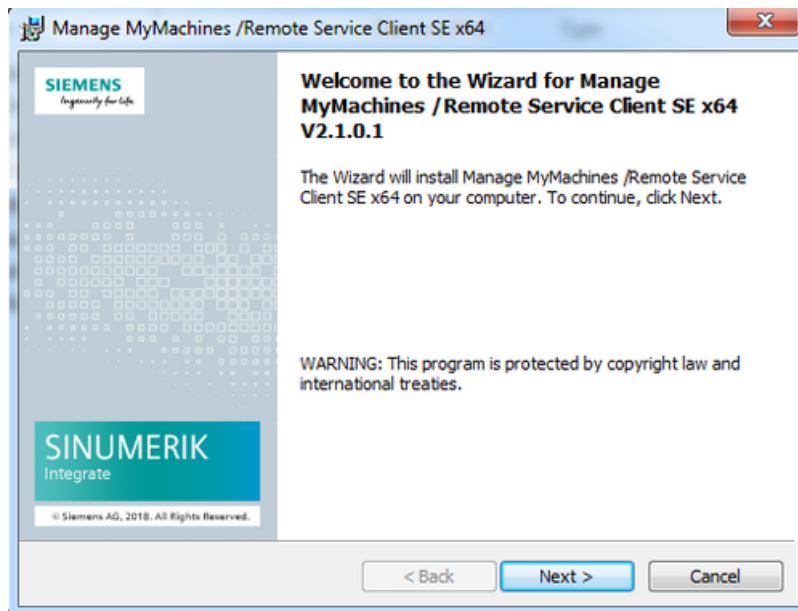 Manage MyMachines /Remote Service Client SE x64
SIEMENS
Ingenuity for life
Welcome to the Wizard for Manage
MyMachines /Remote Service Client SE x64
V2.1.0.1
The Wizard will install Manage MyMachines /Remote Service
Client SE x64 on your computer. To continue, click Next.
WARNING: This program is protected by copyright law and
international treaties.
SINUMERIK
Integrate
© Siemens AG, 2018. All Rights Reserved.
< Back
Next >
Cancel